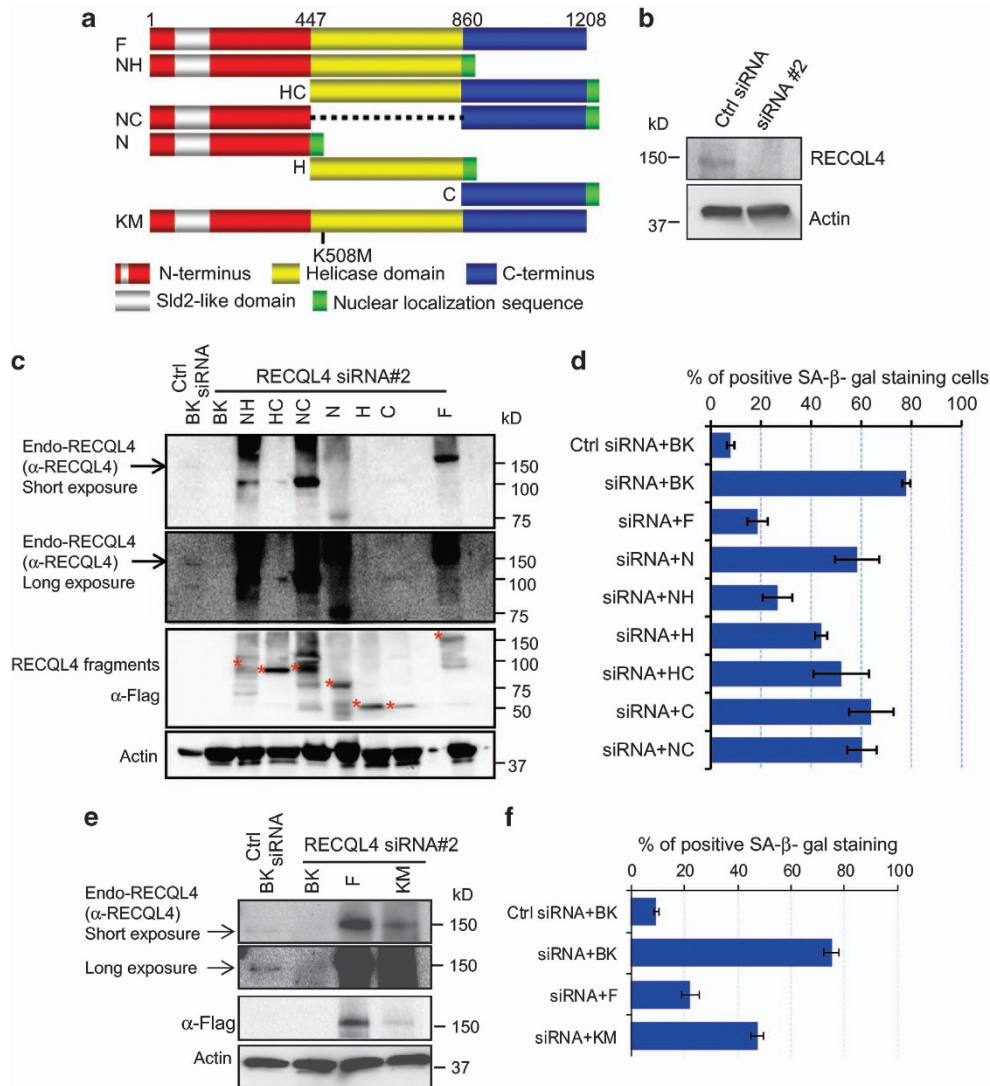 a
1 447 860 1208
F
NH
HC
NC
N
H
C
KM
K508M
N-terminus Helicase domain C-terminus
Sld2-like domain Nuclear localization sequence
b
Ctrl siRNA
siRNA #2
kD
150
RECQL4
37
Actin
c
Ctrl siRNA
RECQL4 siRNA#2
BK BK NH HC NC N H C F
kD
Endo-RECQL4
(α-RECQL4)
Short exposure
150
100
75
Endo-RECQL4
(α-RECQL4)
Long exposure
150
100
75
RECQL4 fragments
α-Flag
* * * * * * *
150
100
75
50
Actin
37
d
% of positive SA-β- gal staining cells
0 20 40 60 80 100
Ctrl siRNA+BK
siRNA+BK
siRNA+F
siRNA+N
siRNA+NH
siRNA+H
siRNA+HC
siRNA+C
siRNA+NC
e
Ctrl siRNA
RECQL4 siRNA#2
BK BK F KM
kD
Endo-RECQL4
(α-RECQL4)
Short exposure
150
Long exposure
150
α-Flag
150
Actin
37
f
% of positive SA-β- gal staining
0 20 40 60 80 100
Ctrl siRNA+BK
siRNA+BK
siRNA+F
siRNA+KM